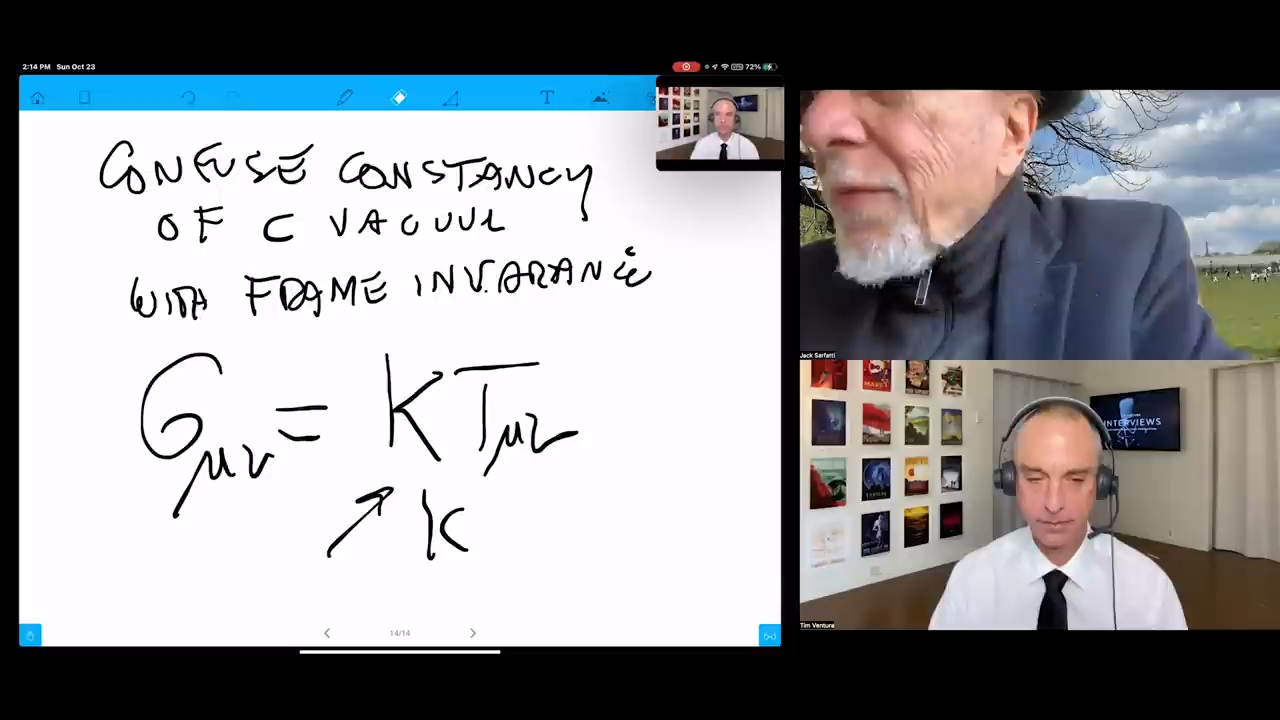 2:14 PM Sun Oct 23
72%
T
CONFUSE CONSTANCY
OF C VACUUM
WITH FRAME INVARANCE
Gμν = K Tμν
K
14/14
Jack Sarfatti
INTERVIEWS
Tim Ventura